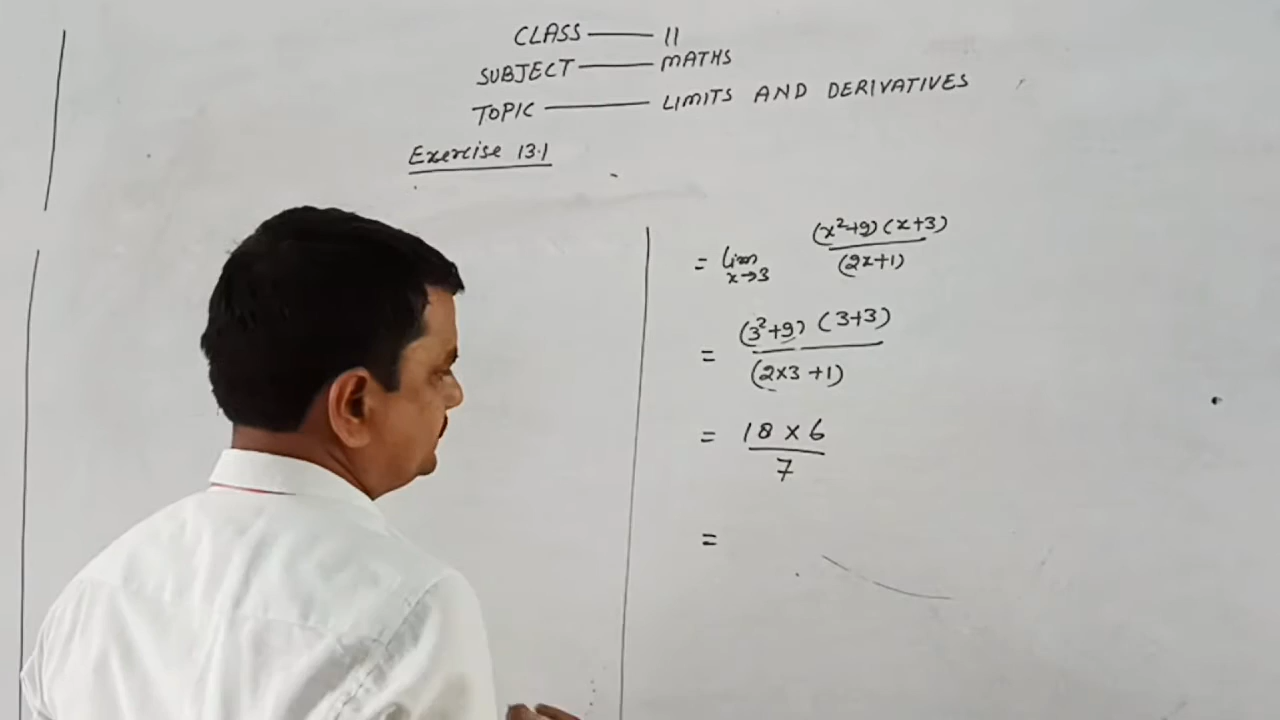 CLASS —— 11
SUBJECT —— MATHS
TOPIC —— LIMITS AND DERIVATIVES
Exercise 13.1
= lim x→3 (x²+9)(x+3) / (2x+1)
= (3²+9)(3+3) / (2×3+1)
= 18×6 / 7
=